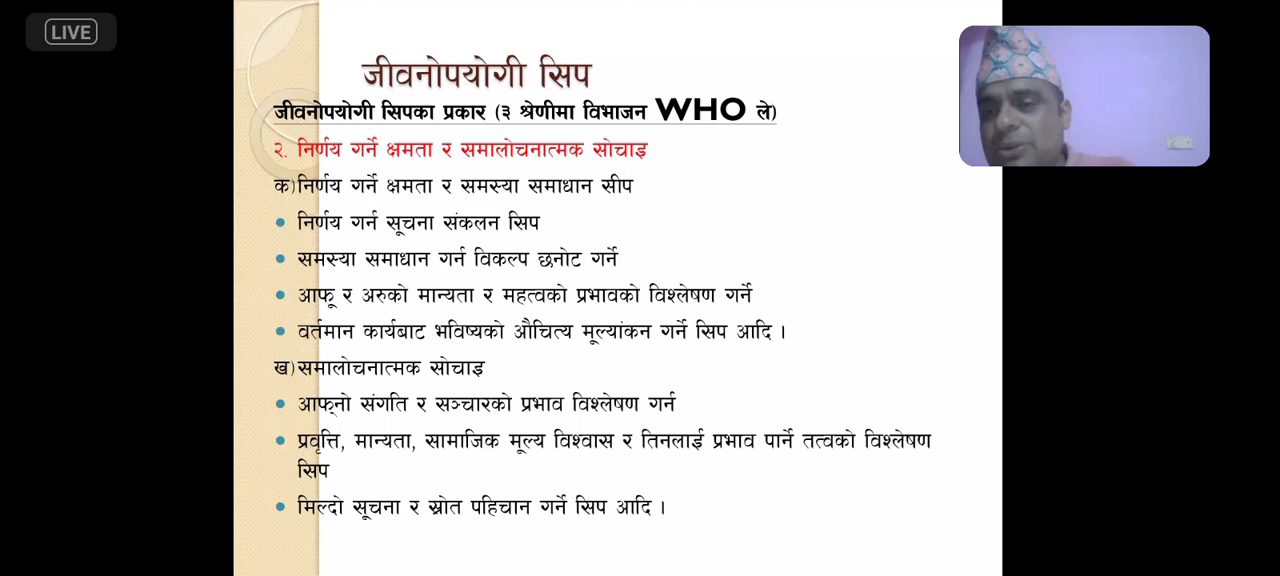 LIVE
जीवनोपयोगी सिप
जीवनोपयोगी सिपका प्रकार (३ श्रेणीमा विभाजन WHO ले)
२. निर्णय गर्ने क्षमता र समालोचनात्मक सोचाइ
क)निर्णय गर्ने क्षमता र समस्या समाधान सीप
• निर्णय गर्न सूचना संकलन सिप
• समस्या समाधान गर्न विकल्प छनोट गर्ने
• आफू र अरुको मान्यता र महत्वको प्रभावको विश्लेषण गर्ने
• वर्तमान कार्यबाट भविष्यको औचित्य मूल्यांकन गर्ने सिप आदि ।
ख)समालोचनात्मक सोचाइ
• आफ्नो संगति र सञ्चारको प्रभाव विश्लेषण गर्न
• प्रवृत्ति, मान्यता, सामाजिक मूल्य विश्वास र तिनलाई प्रभाव पार्ने तत्वको विश्लेषण
सिप
• मिल्दो सूचना र स्रोत पहिचान गर्ने सिप आदि ।